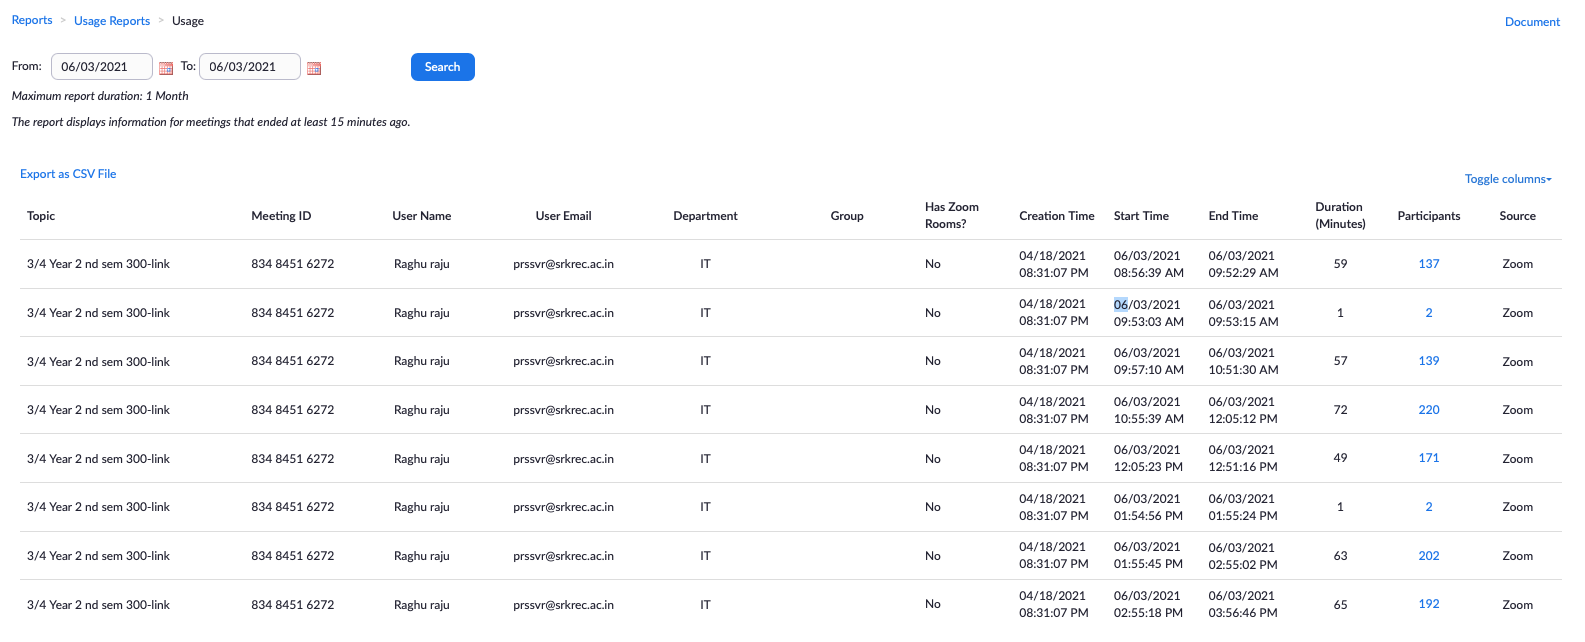 Reports > Usage Reports > Usage
Document
From: 06/03/2021 To: 06/03/2021 Search
Maximum report duration: 1 Month
The report displays information for meetings that ended at least 15 minutes ago.
Export as CSV File
Toggle columns
Topic Meeting ID User Name User Email Department Group Has Zoom Rooms? Creation Time Start Time End Time Duration (Minutes) Participants Source
3/4 Year 2 nd sem 300-link 834 8451 6272 Raghu raju prssvr@srkrec.ac.in IT No 04/18/2021 08:31:07 PM 06/03/2021 08:56:39 AM 06/03/2021 09:52:29 AM 59 137 Zoom
3/4 Year 2 nd sem 300-link 834 8451 6272 Raghu raju prssvr@srkrec.ac.in IT No 04/18/2021 08:31:07 PM 06/03/2021 09:53:03 AM 06/03/2021 09:53:15 AM 1 2 Zoom
3/4 Year 2 nd sem 300-link 834 8451 6272 Raghu raju prssvr@srkrec.ac.in IT No 04/18/2021 08:31:07 PM 06/03/2021 09:57:10 AM 06/03/2021 10:51:30 AM 57 139 Zoom
3/4 Year 2 nd sem 300-link 834 8451 6272 Raghu raju prssvr@srkrec.ac.in IT No 04/18/2021 08:31:07 PM 06/03/2021 10:55:39 AM 06/03/2021 12:05:12 PM 72 220 Zoom
3/4 Year 2 nd sem 300-link 834 8451 6272 Raghu raju prssvr@srkrec.ac.in IT No 04/18/2021 08:31:07 PM 06/03/2021 12:05:23 PM 06/03/2021 12:51:16 PM 49 171 Zoom
3/4 Year 2 nd sem 300-link 834 8451 6272 Raghu raju prssvr@srkrec.ac.in IT No 04/18/2021 08:31:07 PM 06/03/2021 01:54:56 PM 06/03/2021 01:55:24 PM 1 2 Zoom
3/4 Year 2 nd sem 300-link 834 8451 6272 Raghu raju prssvr@srkrec.ac.in IT No 04/18/2021 08:31:07 PM 06/03/2021 01:55:45 PM 06/03/2021 02:55:02 PM 63 202 Zoom
3/4 Year 2 nd sem 300-link 834 8451 6272 Raghu raju prssvr@srkrec.ac.in IT No 04/18/2021 08:31:07 PM 06/03/2021 02:55:18 PM 06/03/2021 03:56:46 PM 65 192 Zoom